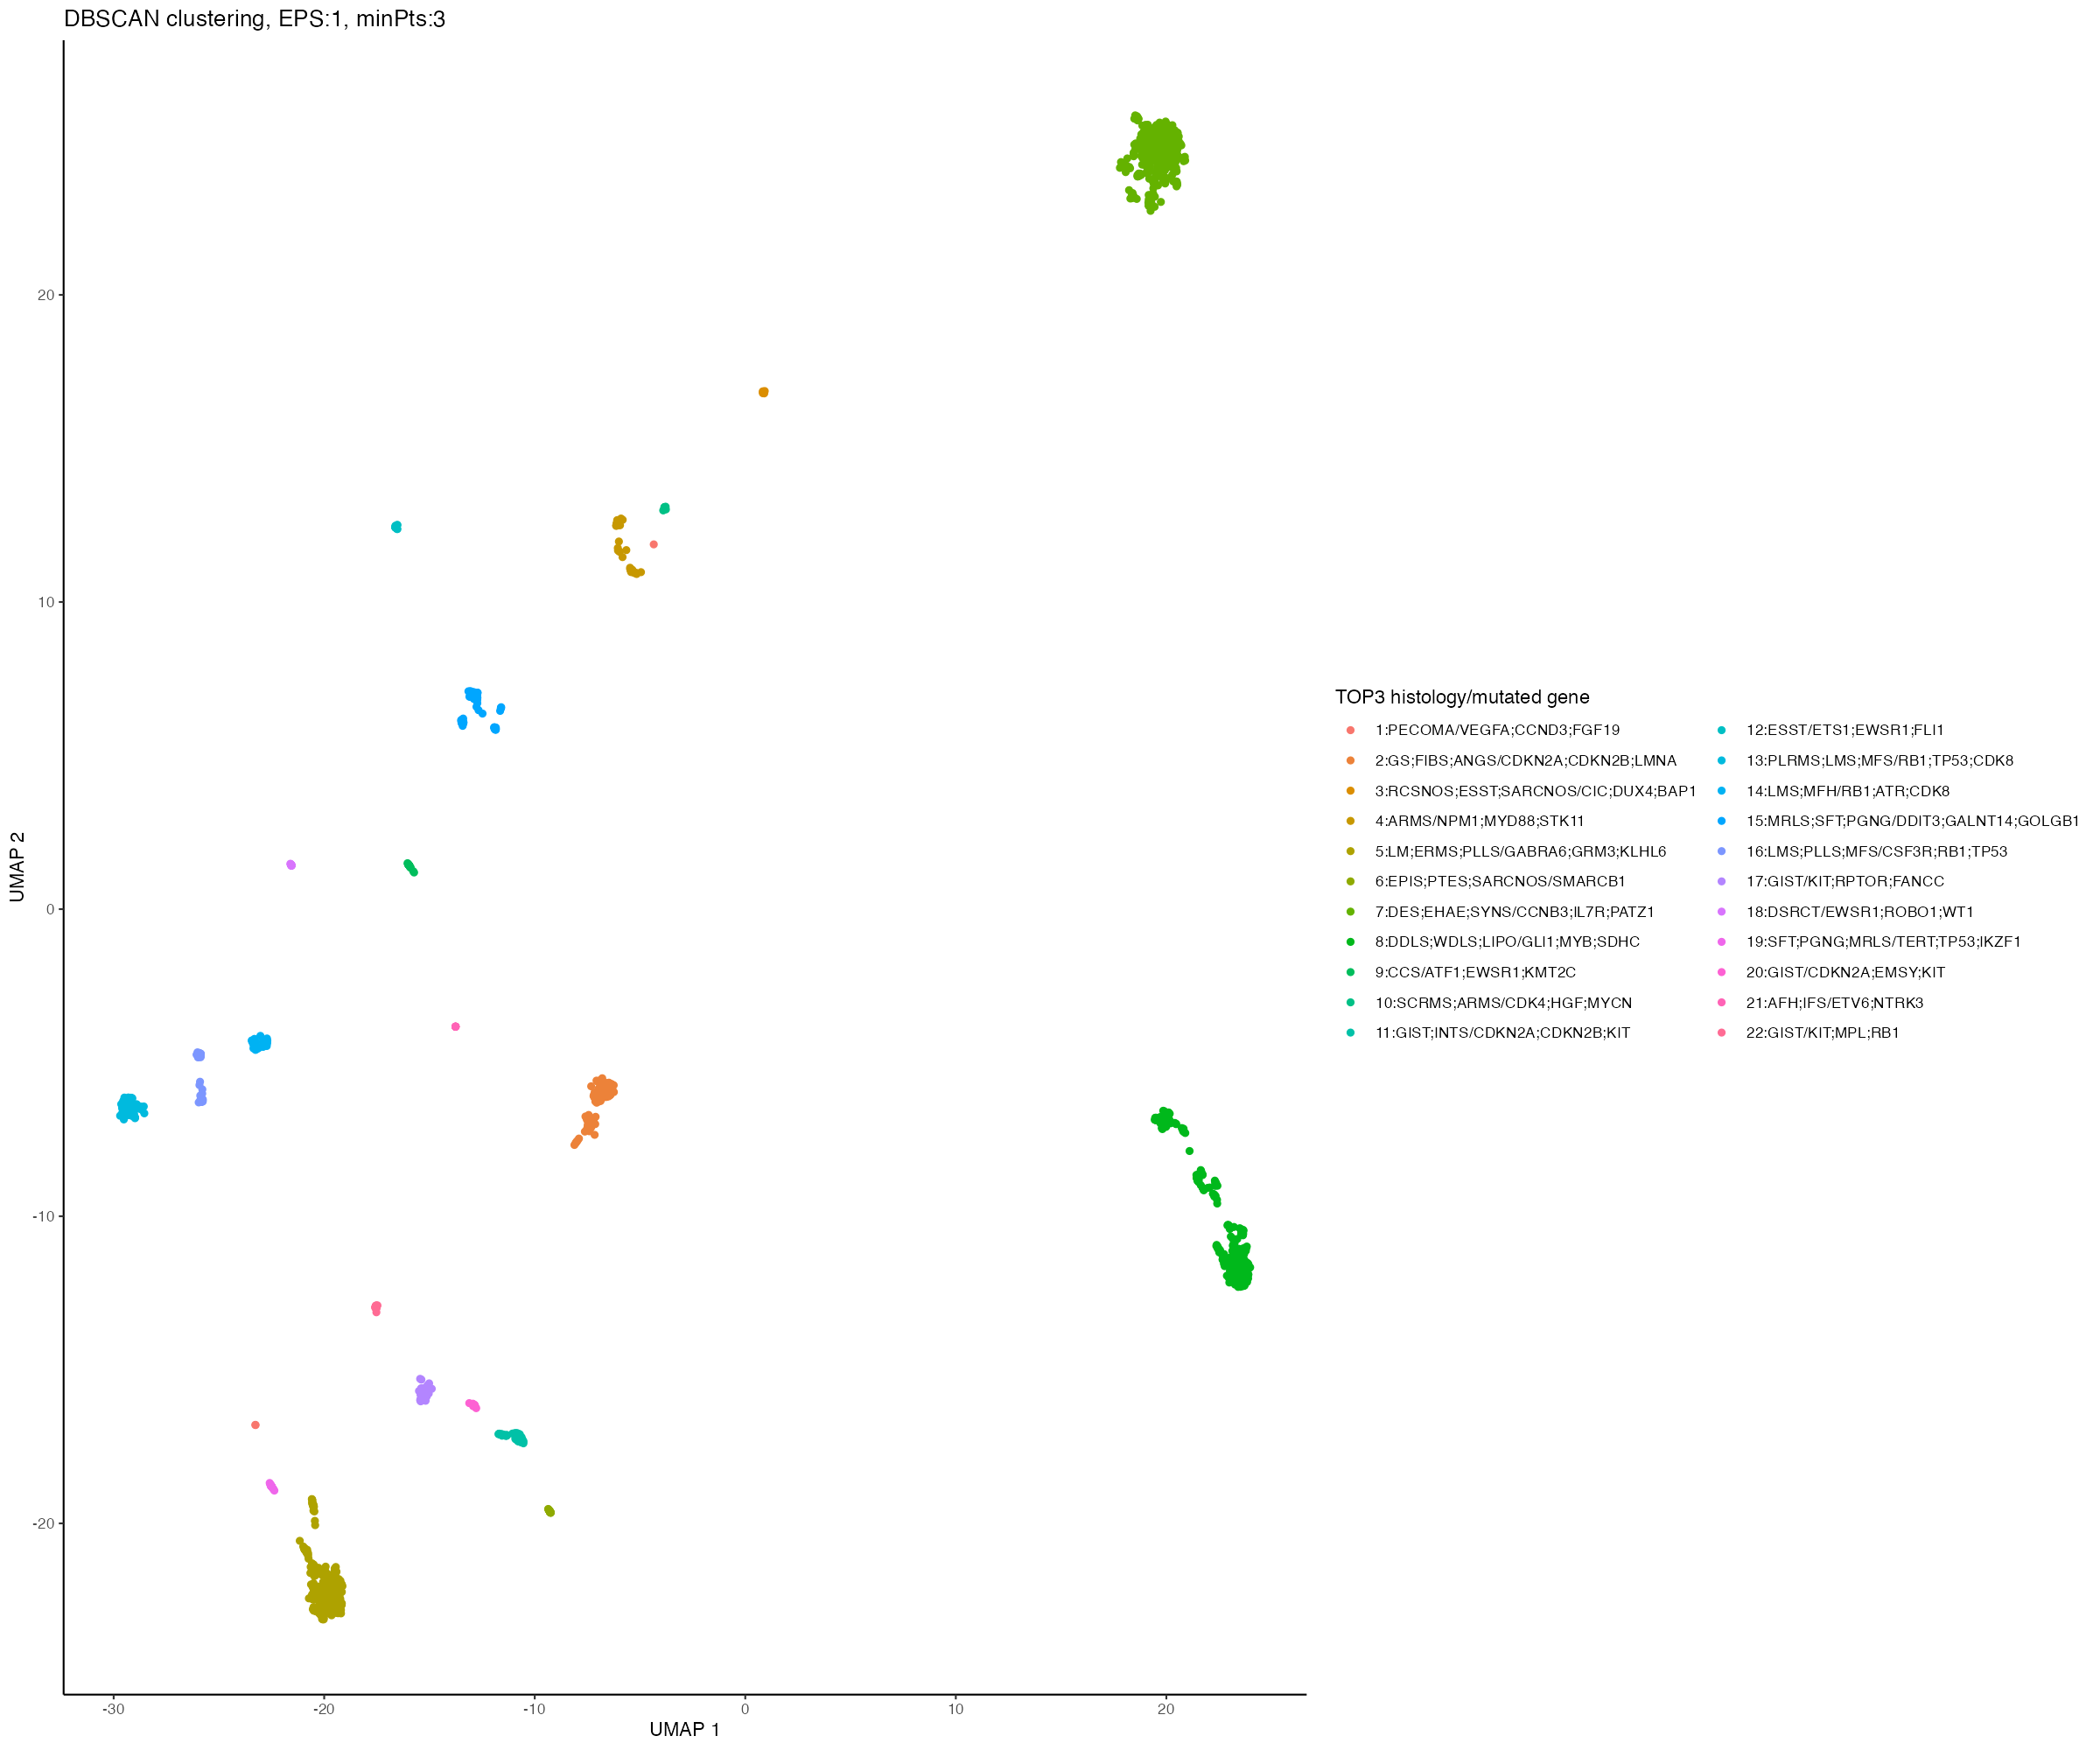 DBSCAN clustering, EPS:1, minPts:3
UMAP 2
20
10
0
-10
-20
-30
-20
-10
0
10
20
UMAP 1
TOP3 histology/mutated gene
1:PECOMA/VEGFA;CCND3;FGF19
2:GS;FIBS;ANGS/CDKN2A;CDKN2B;LMNA
3:RCSNOS;ESST;SARCNOS/CIC;DUX4;BAP1
4:ARMS/NPM1;MYD88;STK11
5:LM;ERMS;PLLS/GABRA6;GRM3;KLHL6
6:EPIS;PTES;SARCNOS/SMARCB1
7:DES;EHAE;SYNS/CCNB3;IL7R;PATZ1
8:DDLS;WDLS;LIPO/GLI1;MYB;SDHC
9:CCS/ATF1;EWSR1;KMT2C
10:SCRMS;ARMS/CDK4;HGF;MYCN
11:GIST;INTS/CDKN2A;CDKN2B;KIT
12:ESST/ETS1;EWSR1;FLI1
13:PLRMS;LMS;MFS/RB1;TP53;CDK8
14:LMS;MFH/RB1;ATR;CDK8
15:MRLS;SFT;PGNG/DDIT3;GALNT14;GOLGB1
16:LMS;PLLS;MFS/CSF3R;RB1;TP53
17:GIST/KIT;RPTOR;FANCC
18:DSRCT/EWSR1;ROBO1;WT1
19:SFT;PGNG;MRLS/TERT;TP53;IKZF1
20:GIST/CDKN2A;EMSY;KIT
21:AFH;IFS/ETV6;NTRK3
22:GIST/KIT;MPL;RB1